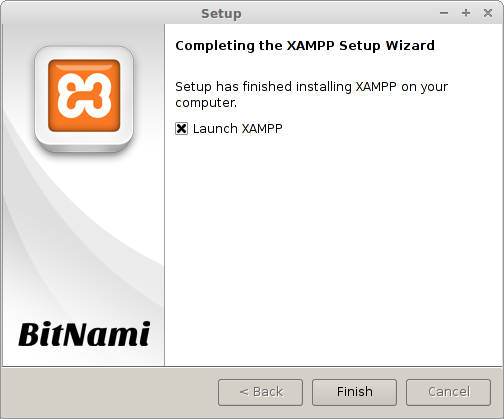 Setup
Completing the XAMPP Setup Wizard
Setup has finished installing XAMPP on your
computer.
Launch XAMPP
BitNami
< Back
Finish
Cancel